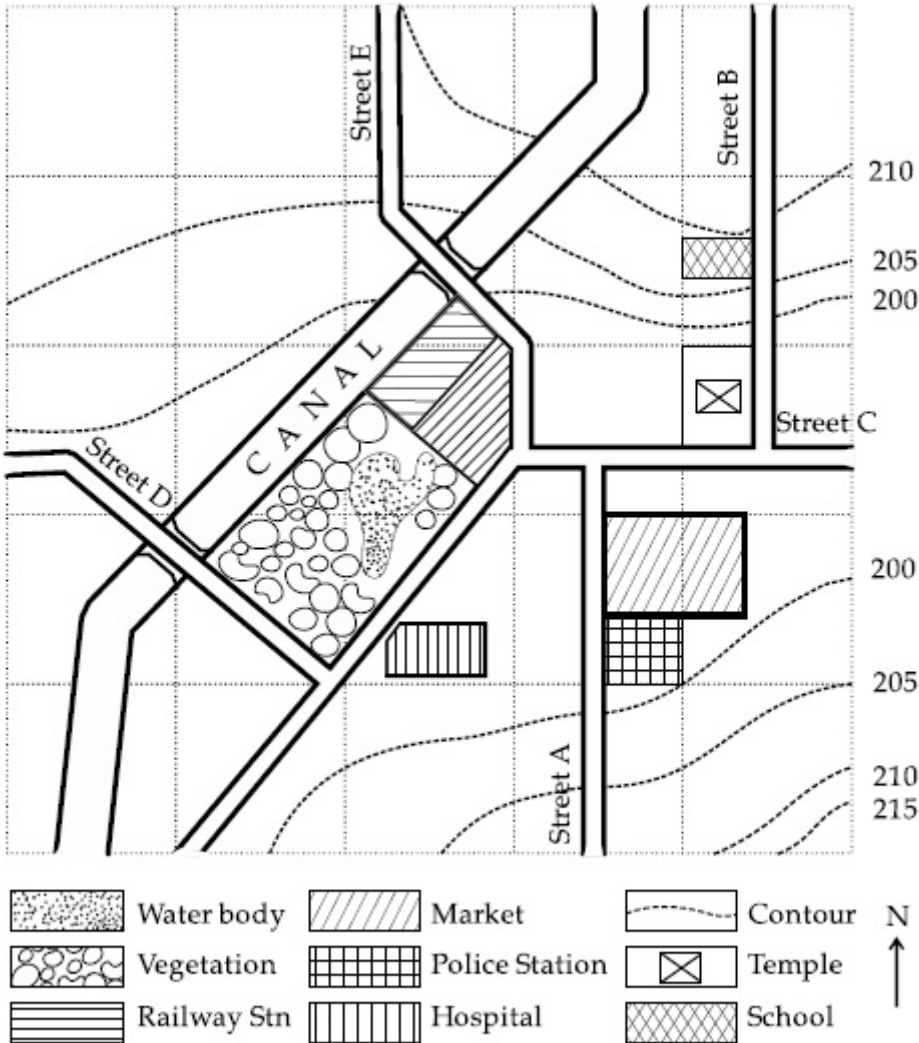 Street E
Street B
210
205
200
CANAL
Street C
Street D
200
205
210
215
Street A
Water body
Market
Contour
N
Vegetation
Police Station
Temple
Railway Stn
Hospital
School